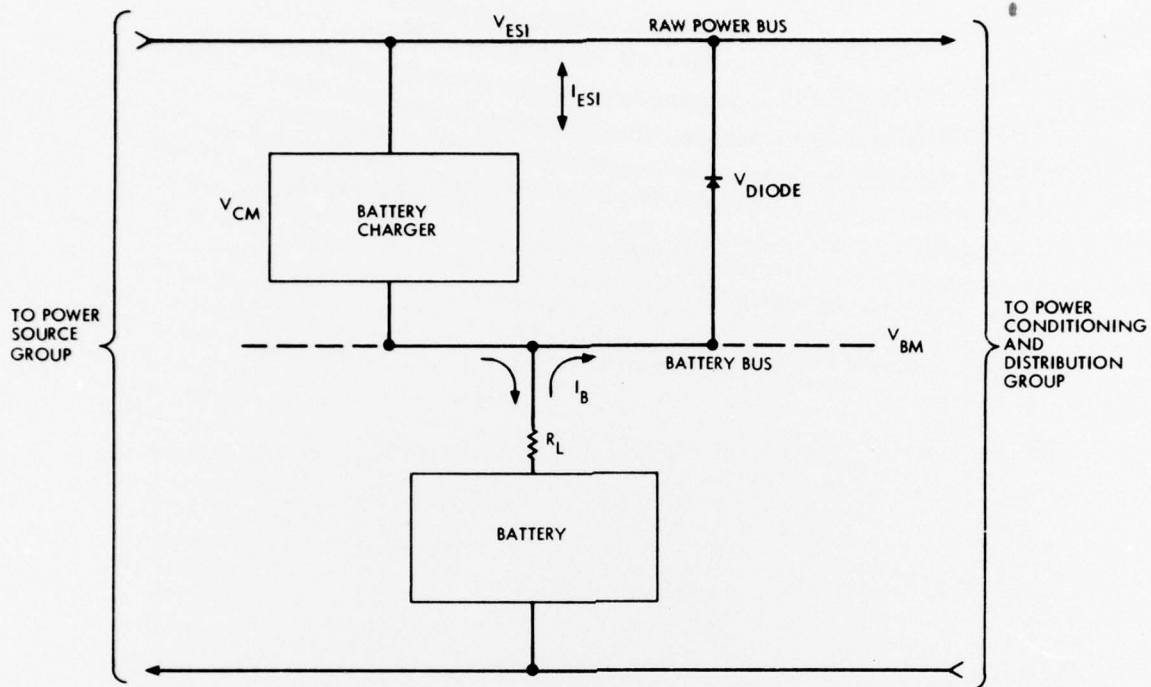 V_ESI
RAW POWER BUS
I_ESI
V_DIODE
V_CM
BATTERY
CHARGER
TO POWER
SOURCE
GROUP
TO POWER
CONDITIONING
AND
DISTRIBUTION
GROUP
V_BM
BATTERY BUS
I_B
R_L
BATTERY